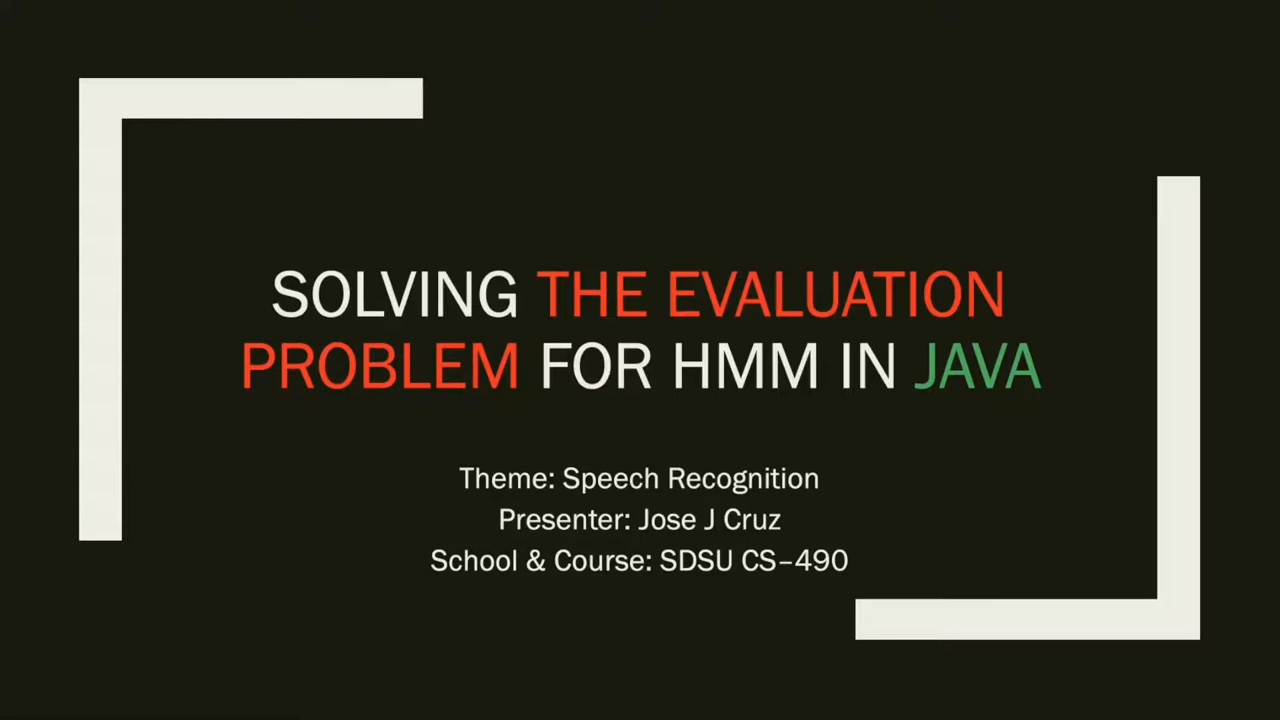 SOLVING THE EVALUATION
PROBLEM FOR HMM IN JAVA
Theme: Speech Recognition
Presenter: Jose J Cruz
School & Course: SDSU CS–490